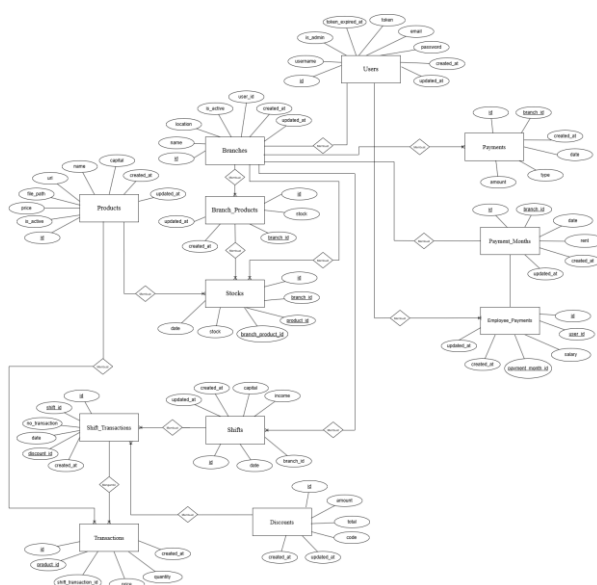 token_expired_at
token
email
is_admin
password
username
created_at
id
Users
updated_at
user_id
is_active
created_at
location
updated_at
name
Branches
id
id
branch_id
created_at
Payments
date
amount
type
name
capital
url
created_at
file_path
updated_at
price
Products
is_active
id
id
Branch_Products
stock
updated_at
branch_id
created_at
id
branch_id
date
Payment_Months
rent
created_at
updated_at
id
Stocks
branch_id
product_id
date
stock
branch_product_id
id
Employee_Payments
user_id
updated_at
salary
created_at
payment_month_id
id
shift_id
no_transaction
Shift_Transactions
date
discount_id
created_at
created_at
capital
updated_at
income
Shifts
id
date
branch_id
id
amount
Discounts
total
code
created_at
updated_at
Transactions
created_at
id
product_id
quantity
shift_transaction_id
price